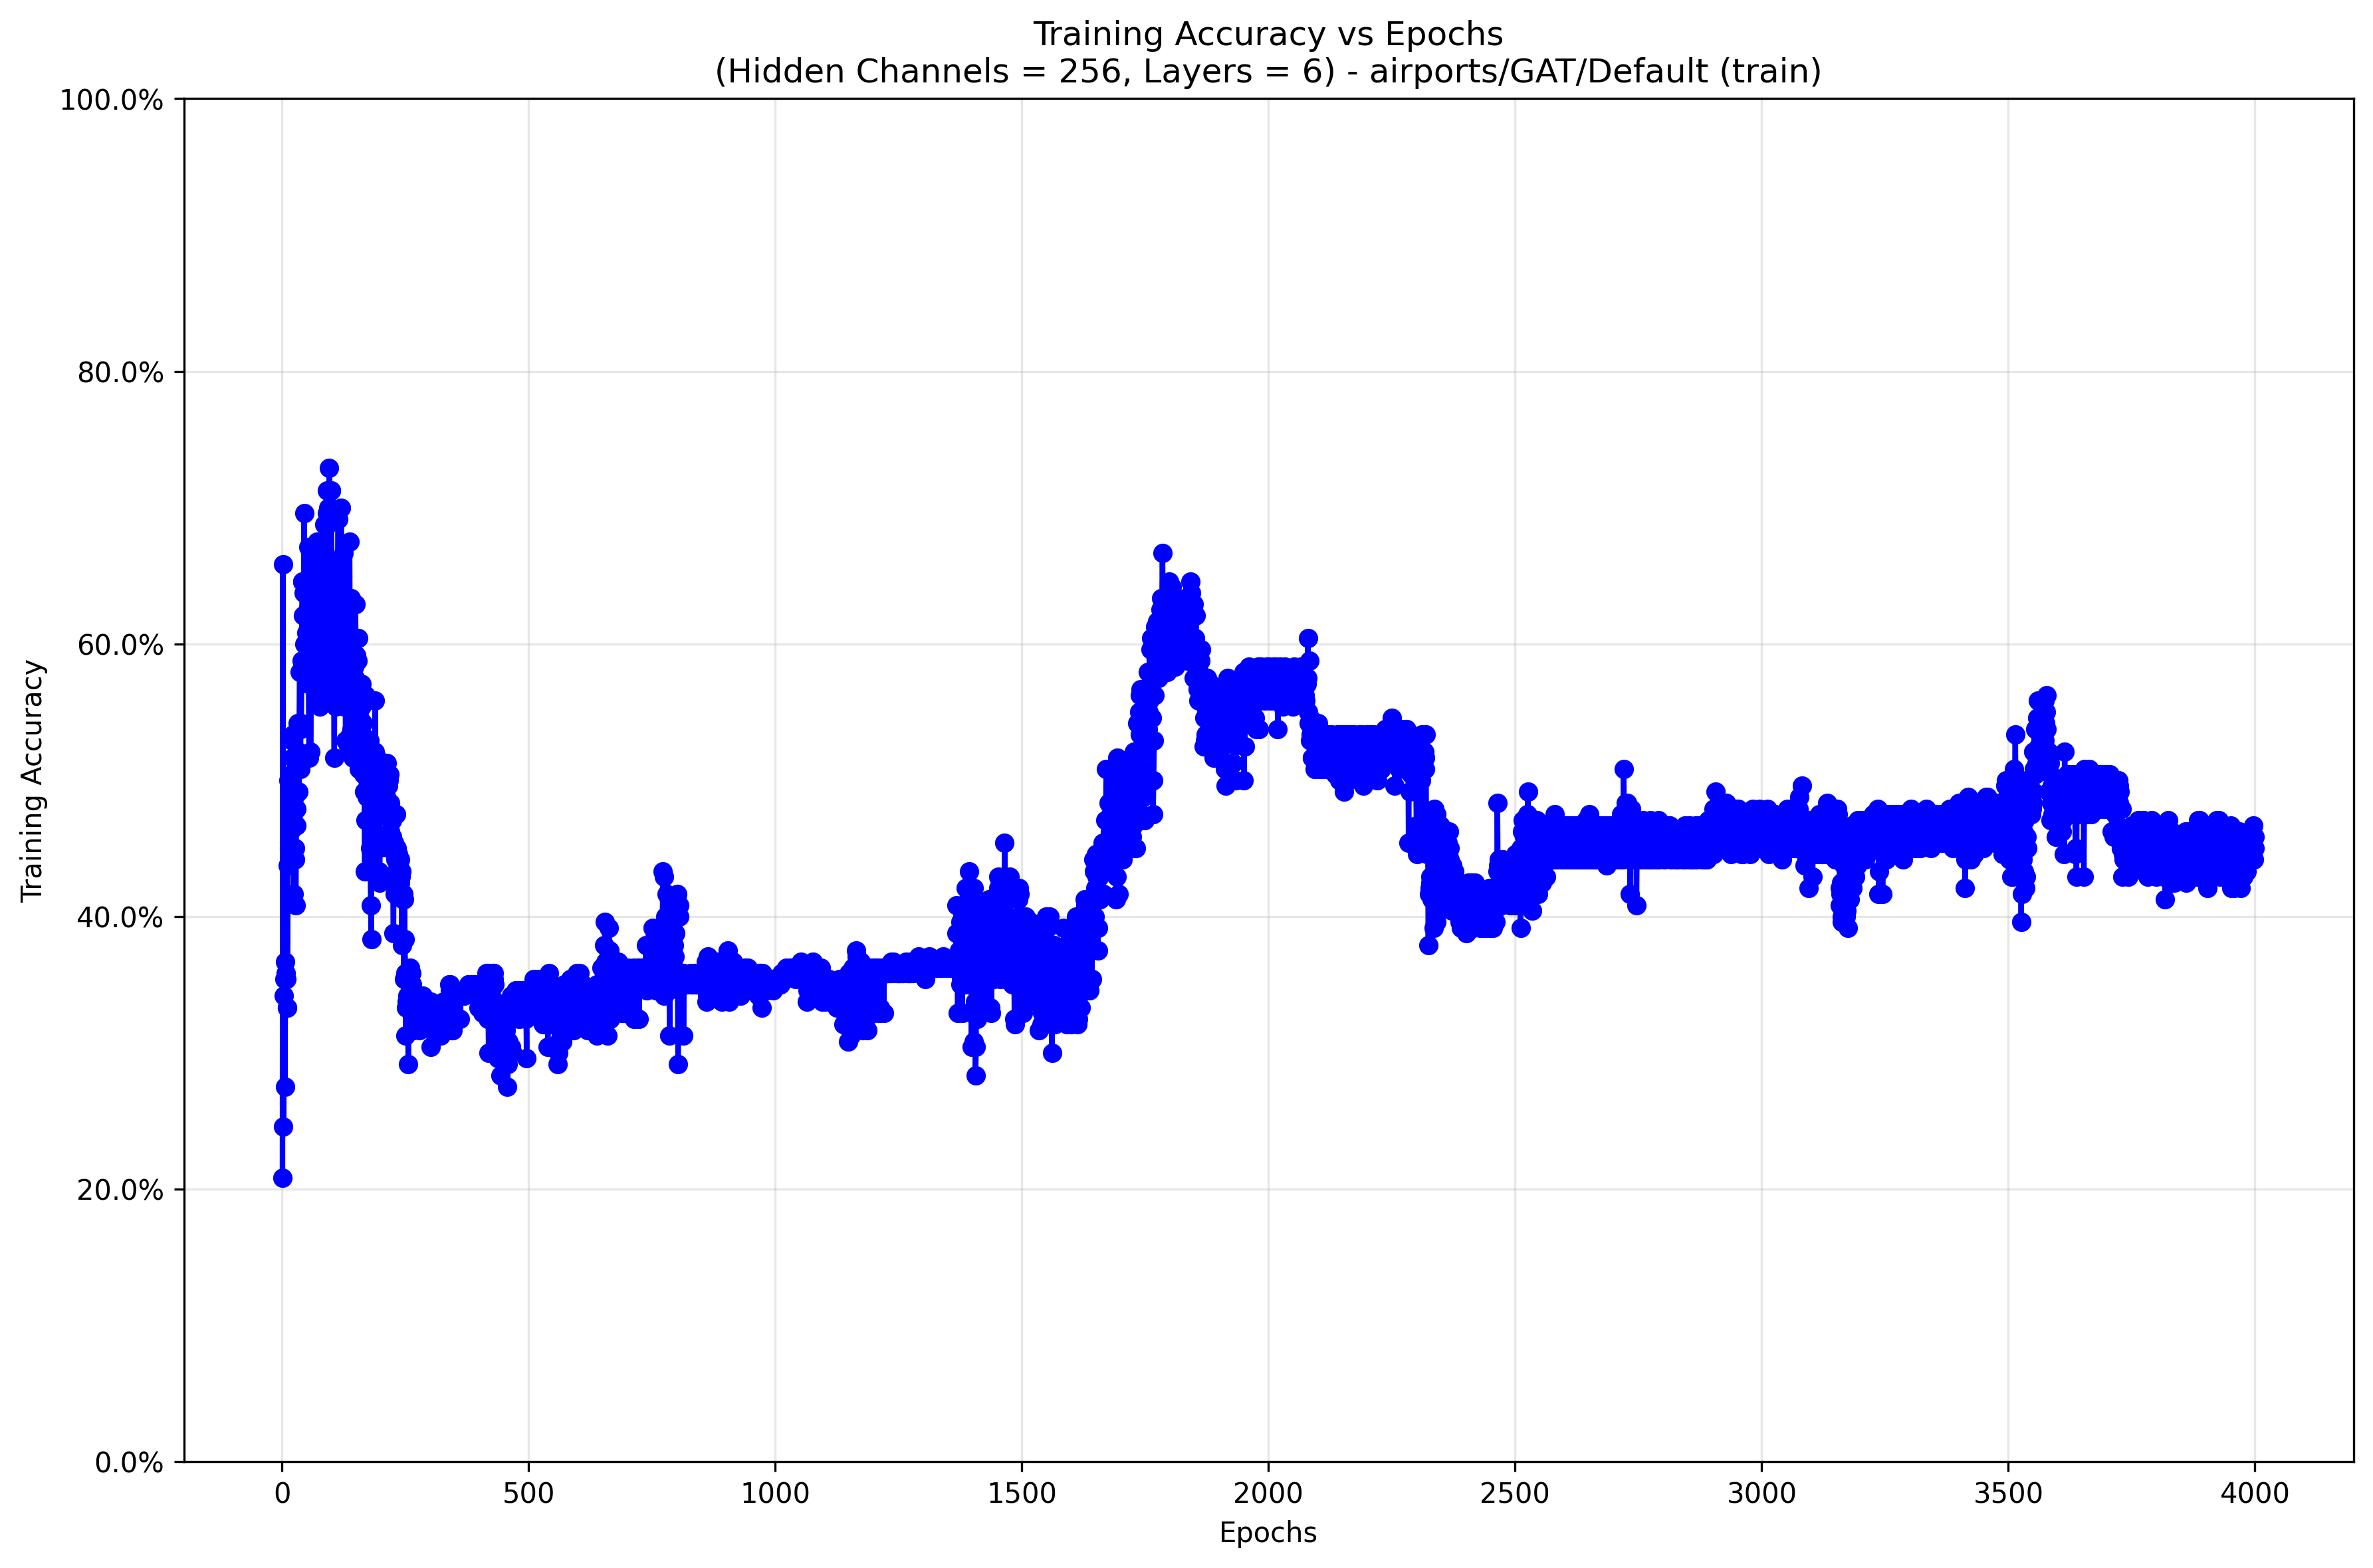 Training Accuracy vs Epochs
(Hidden Channels = 256, Layers = 6) - airports/GAT/Default (train)
100.0%
80.0%
60.0%
40.0%
20.0%
0.0%
Training Accuracy
0 500 1000 1500 2000 2500 3000 3500 4000
Epochs